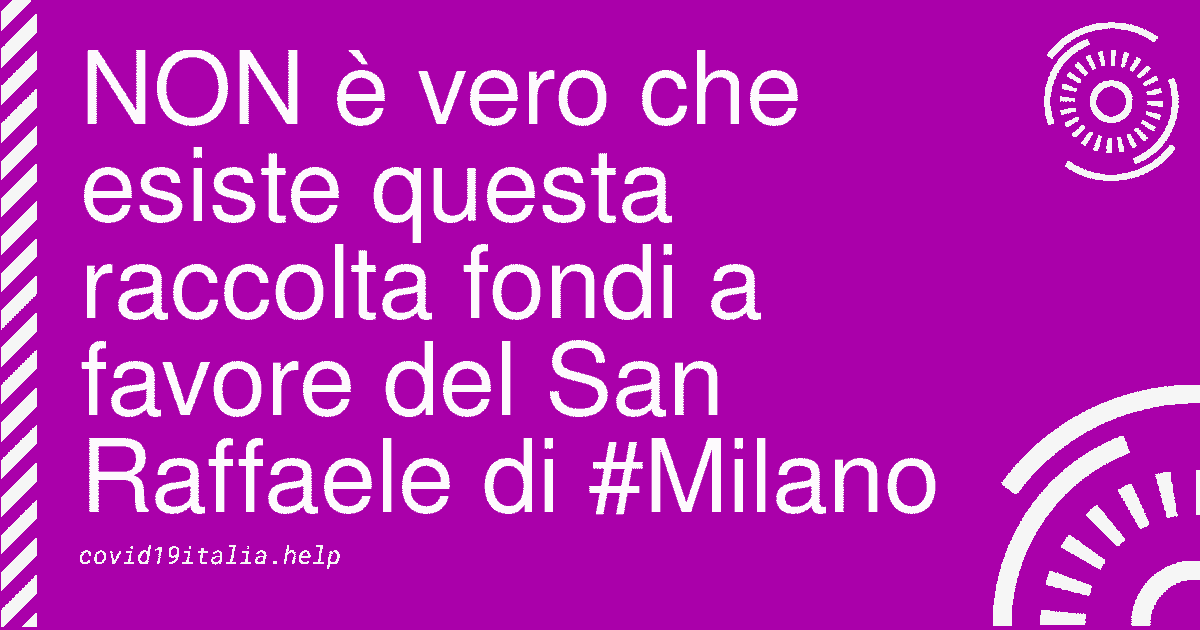 NON è vero che
esiste questa
raccolta fondi a
favore del San
Raffaele di #Milano
covid19italia.help